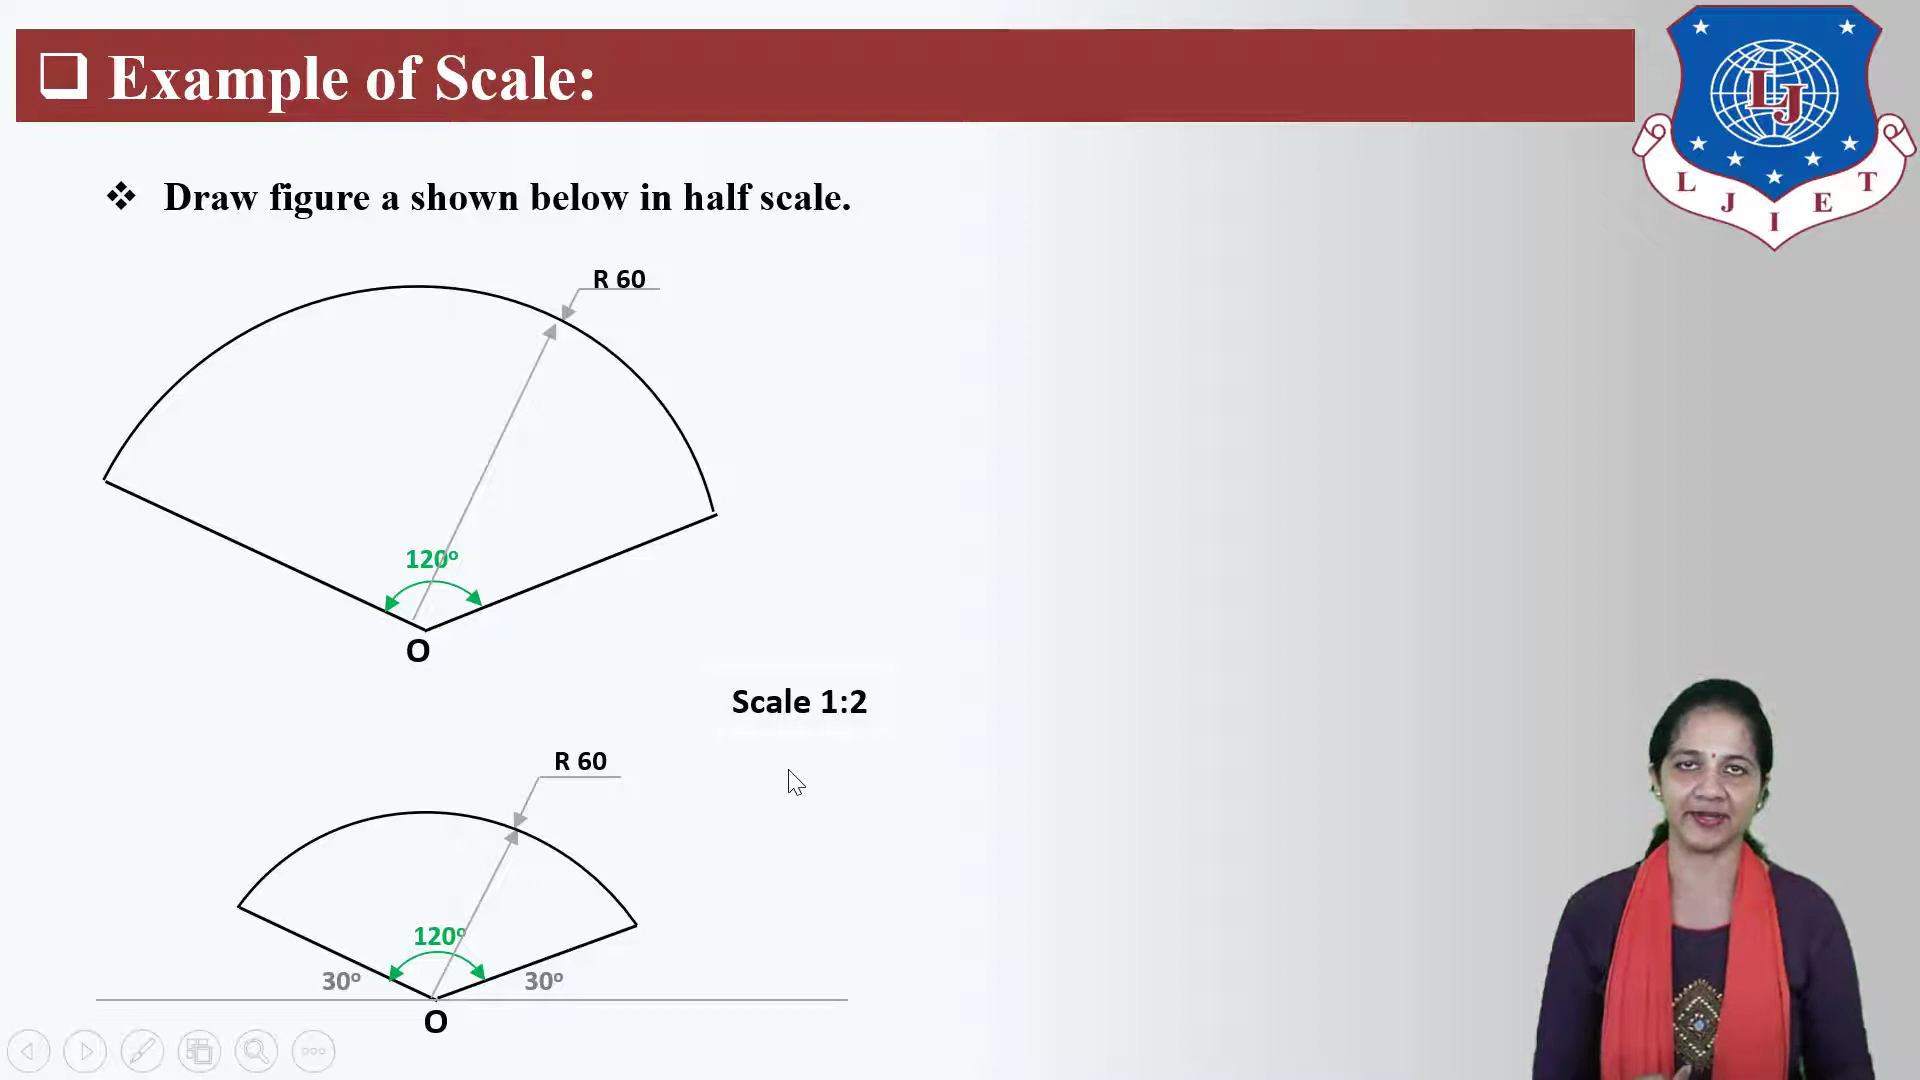 Example of Scale:
Draw figure a shown below in half scale.
R 60
120°
O
Scale 1:2
R 60
120°
30° 30°
O
LJ
L J I E T